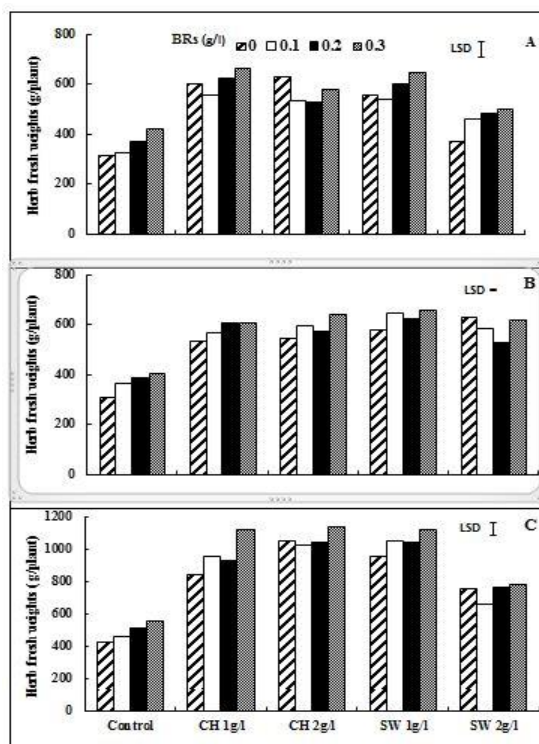 BRs (g/l) 0 0.1 0.2 0.3
LSD
A
Herb fresh weights (g/plant)
800
600
400
200
0
LSD
B
Herb fresh weights (g/plant)
800
600
400
200
0
LSD
C
Herb fresh weights ( g/plant)
1200
1000
800
600
400
200
0
Control CH 1g/l CH 2g/l SW 1g/l SW 2g/l